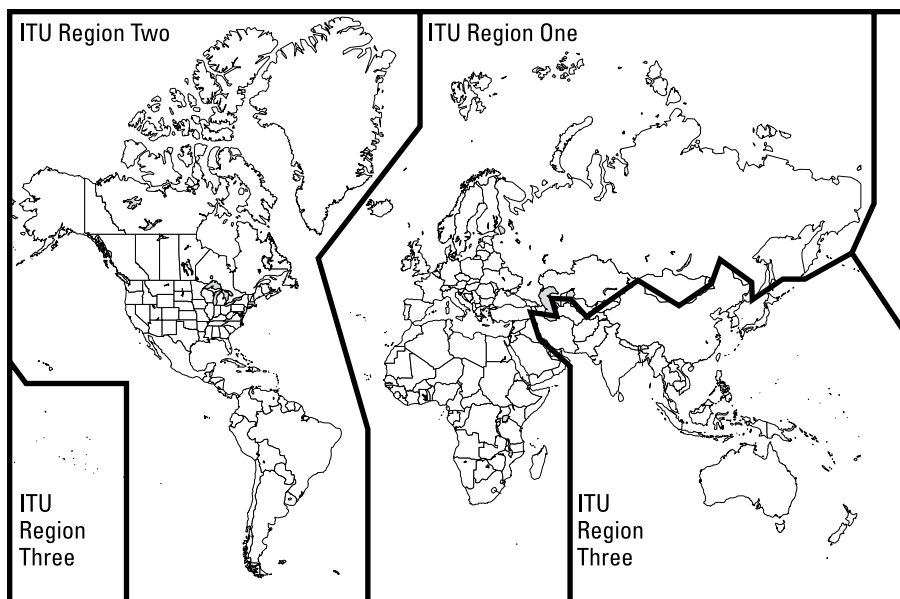 ITU Region Two
ITU Region One
ITU
Region
Three
ITU
Region
Three